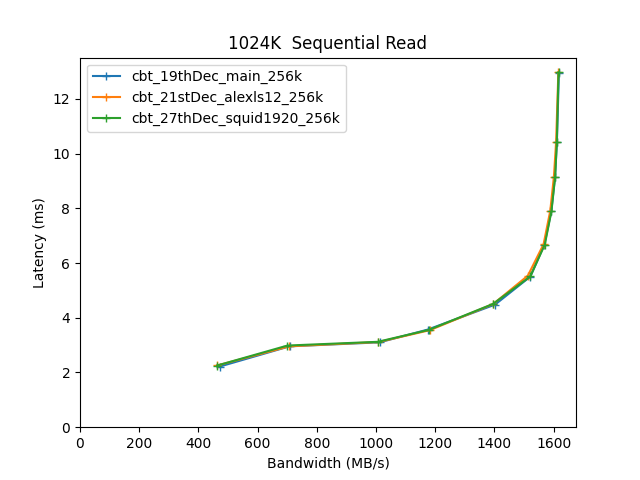 1024K  Sequential Read
cbt_19thDec_main_256k
cbt_21stDec_alexls12_256k
cbt_27thDec_squid1920_256k
Latency (ms)
12
10
8
6
4
2
0
0 200 400 600 800 1000 1200 1400 1600
Bandwidth (MB/s)